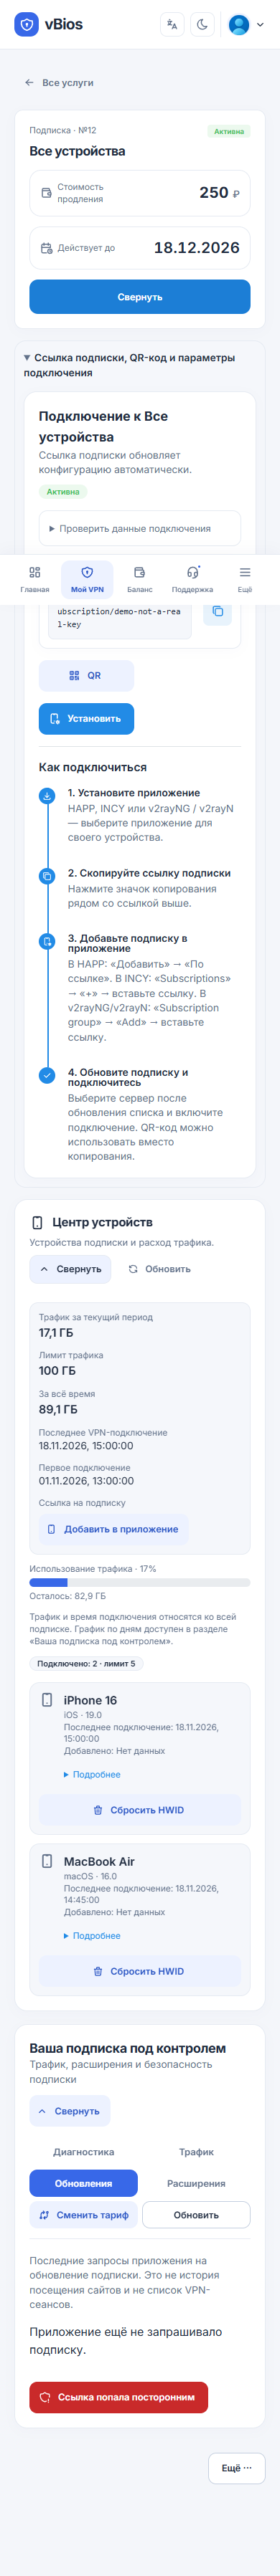 vBios
Все услуги
Подписка · №12
Активна
Все устройства
Стоимость
продления
250 ₽
Действует до
18.12.2026
Свернуть
▼ Ссылка подписки, QR-код и параметры
подключения
Подключение к Все
устройства
Ссылка подписки обновляет
конфигурацию автоматически.
Активна
▶ Проверить данные подключения
Главная
Мой VPN
Баланс
Поддержка
Ещё
ubscription/demo-not-a-rea
l-key
QR
Установить
Как подключиться
1. Установите приложение
HAPP, INCY или v2rayNG / v2rayN
— выберите приложение для
своего устройства.
2. Скопируйте ссылку подписки
Нажмите значок копирования
рядом со ссылкой выше.
3. Добавьте подписку в
приложение
В HAPP: «Добавить» → «По
ссылке». В INCY: «Subscriptions»
→ «+» → вставьте ссылку. В
v2rayNG/v2rayN: «Subscription
group» → «Add» → вставьте
ссылку.
4. Обновите подписку и
подключитесь
Выберите сервер после
обновления списка и включите
подключение. QR-код можно
использовать вместо
копирования.
Центр устройств
Устройства подписки и расход трафика.
Свернуть
Обновить
Трафик за текущий период
17,1 ГБ
Лимит трафика
100 ГБ
За всё время
89,1 ГБ
Последнее VPN-подключение
18.11.2026, 15:00:00
Первое подключение
01.11.2026, 13:00:00
Ссылка на подписку
Добавить в приложение
Использование трафика · 17%
Осталось: 82,9 ГБ
Трафик и время подключения относятся ко всей
подписке. График по дням доступен в разделе
«Ваша подписка под контролем».
Подключено: 2 · лимит 5
iPhone 16
iOS · 19.0
Последнее подключение: 18.11.2026,
15:00:00
Добавлено: Нет данных
▶ Подробнее
Сбросить HWID
MacBook Air
macOS · 16.0
Последнее подключение: 18.11.2026,
14:45:00
Добавлено: Нет данных
▶ Подробнее
Сбросить HWID
Ваша подписка под контролем
Трафик, расширения и безопасность
подписки
Свернуть
Диагностика
Трафик
Обновления
Расширения
Сменить тариф
Обновить
Последние запросы приложения на
обновление подписки. Это не история
посещения сайтов и не список VPN-
сеансов.
Приложение ещё не запрашивало
подписку.
Ссылка попала посторонним
Ещё ···